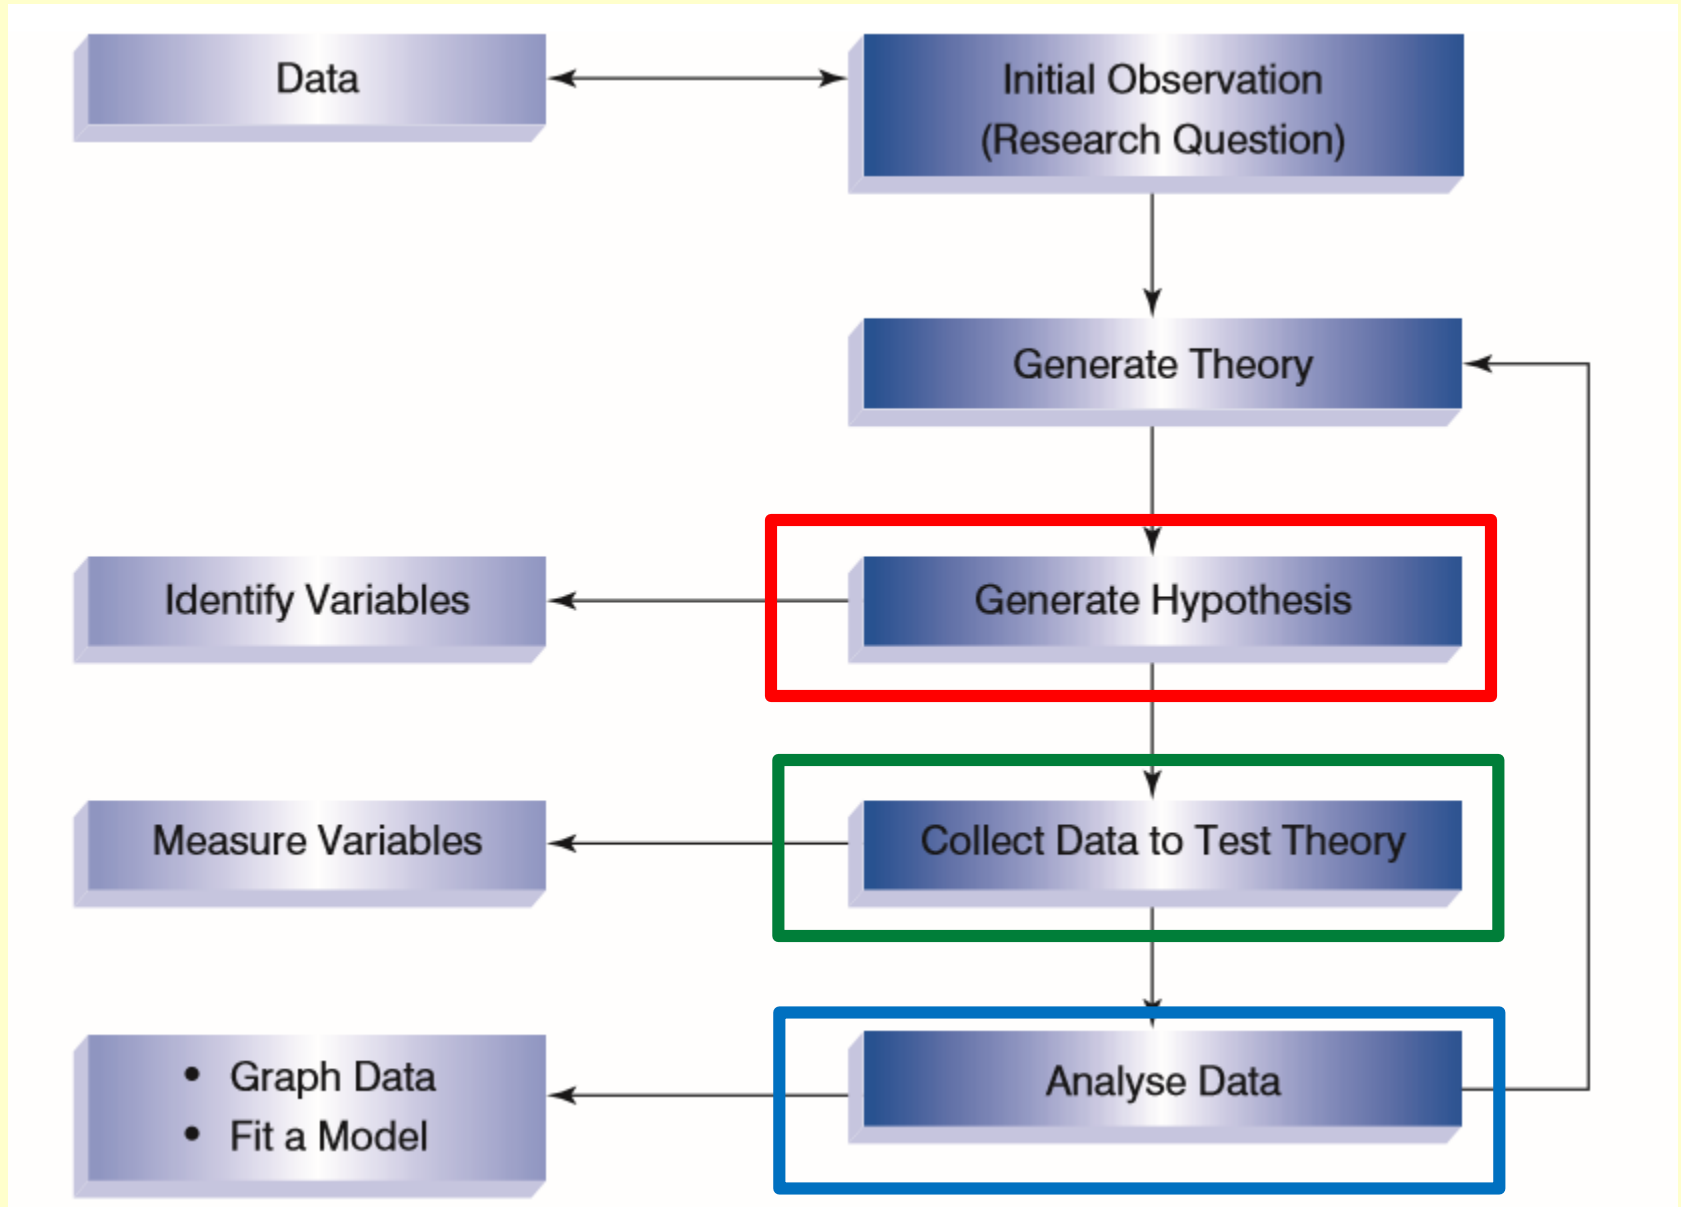 Data
Initial Observation
(Research Question)
Generate Theory
Identify Variables
Generate Hypothesis
Measure Variables
Collect Data to Test Theory
• Graph Data
• Fit a Model
Analyse Data